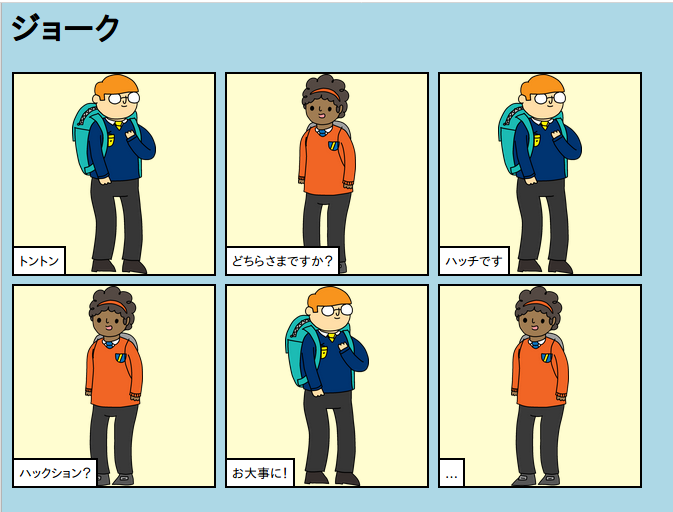 ジョーク
トントン
どちらさまですか?
ハッチです
ハックション?
お大事に!
...